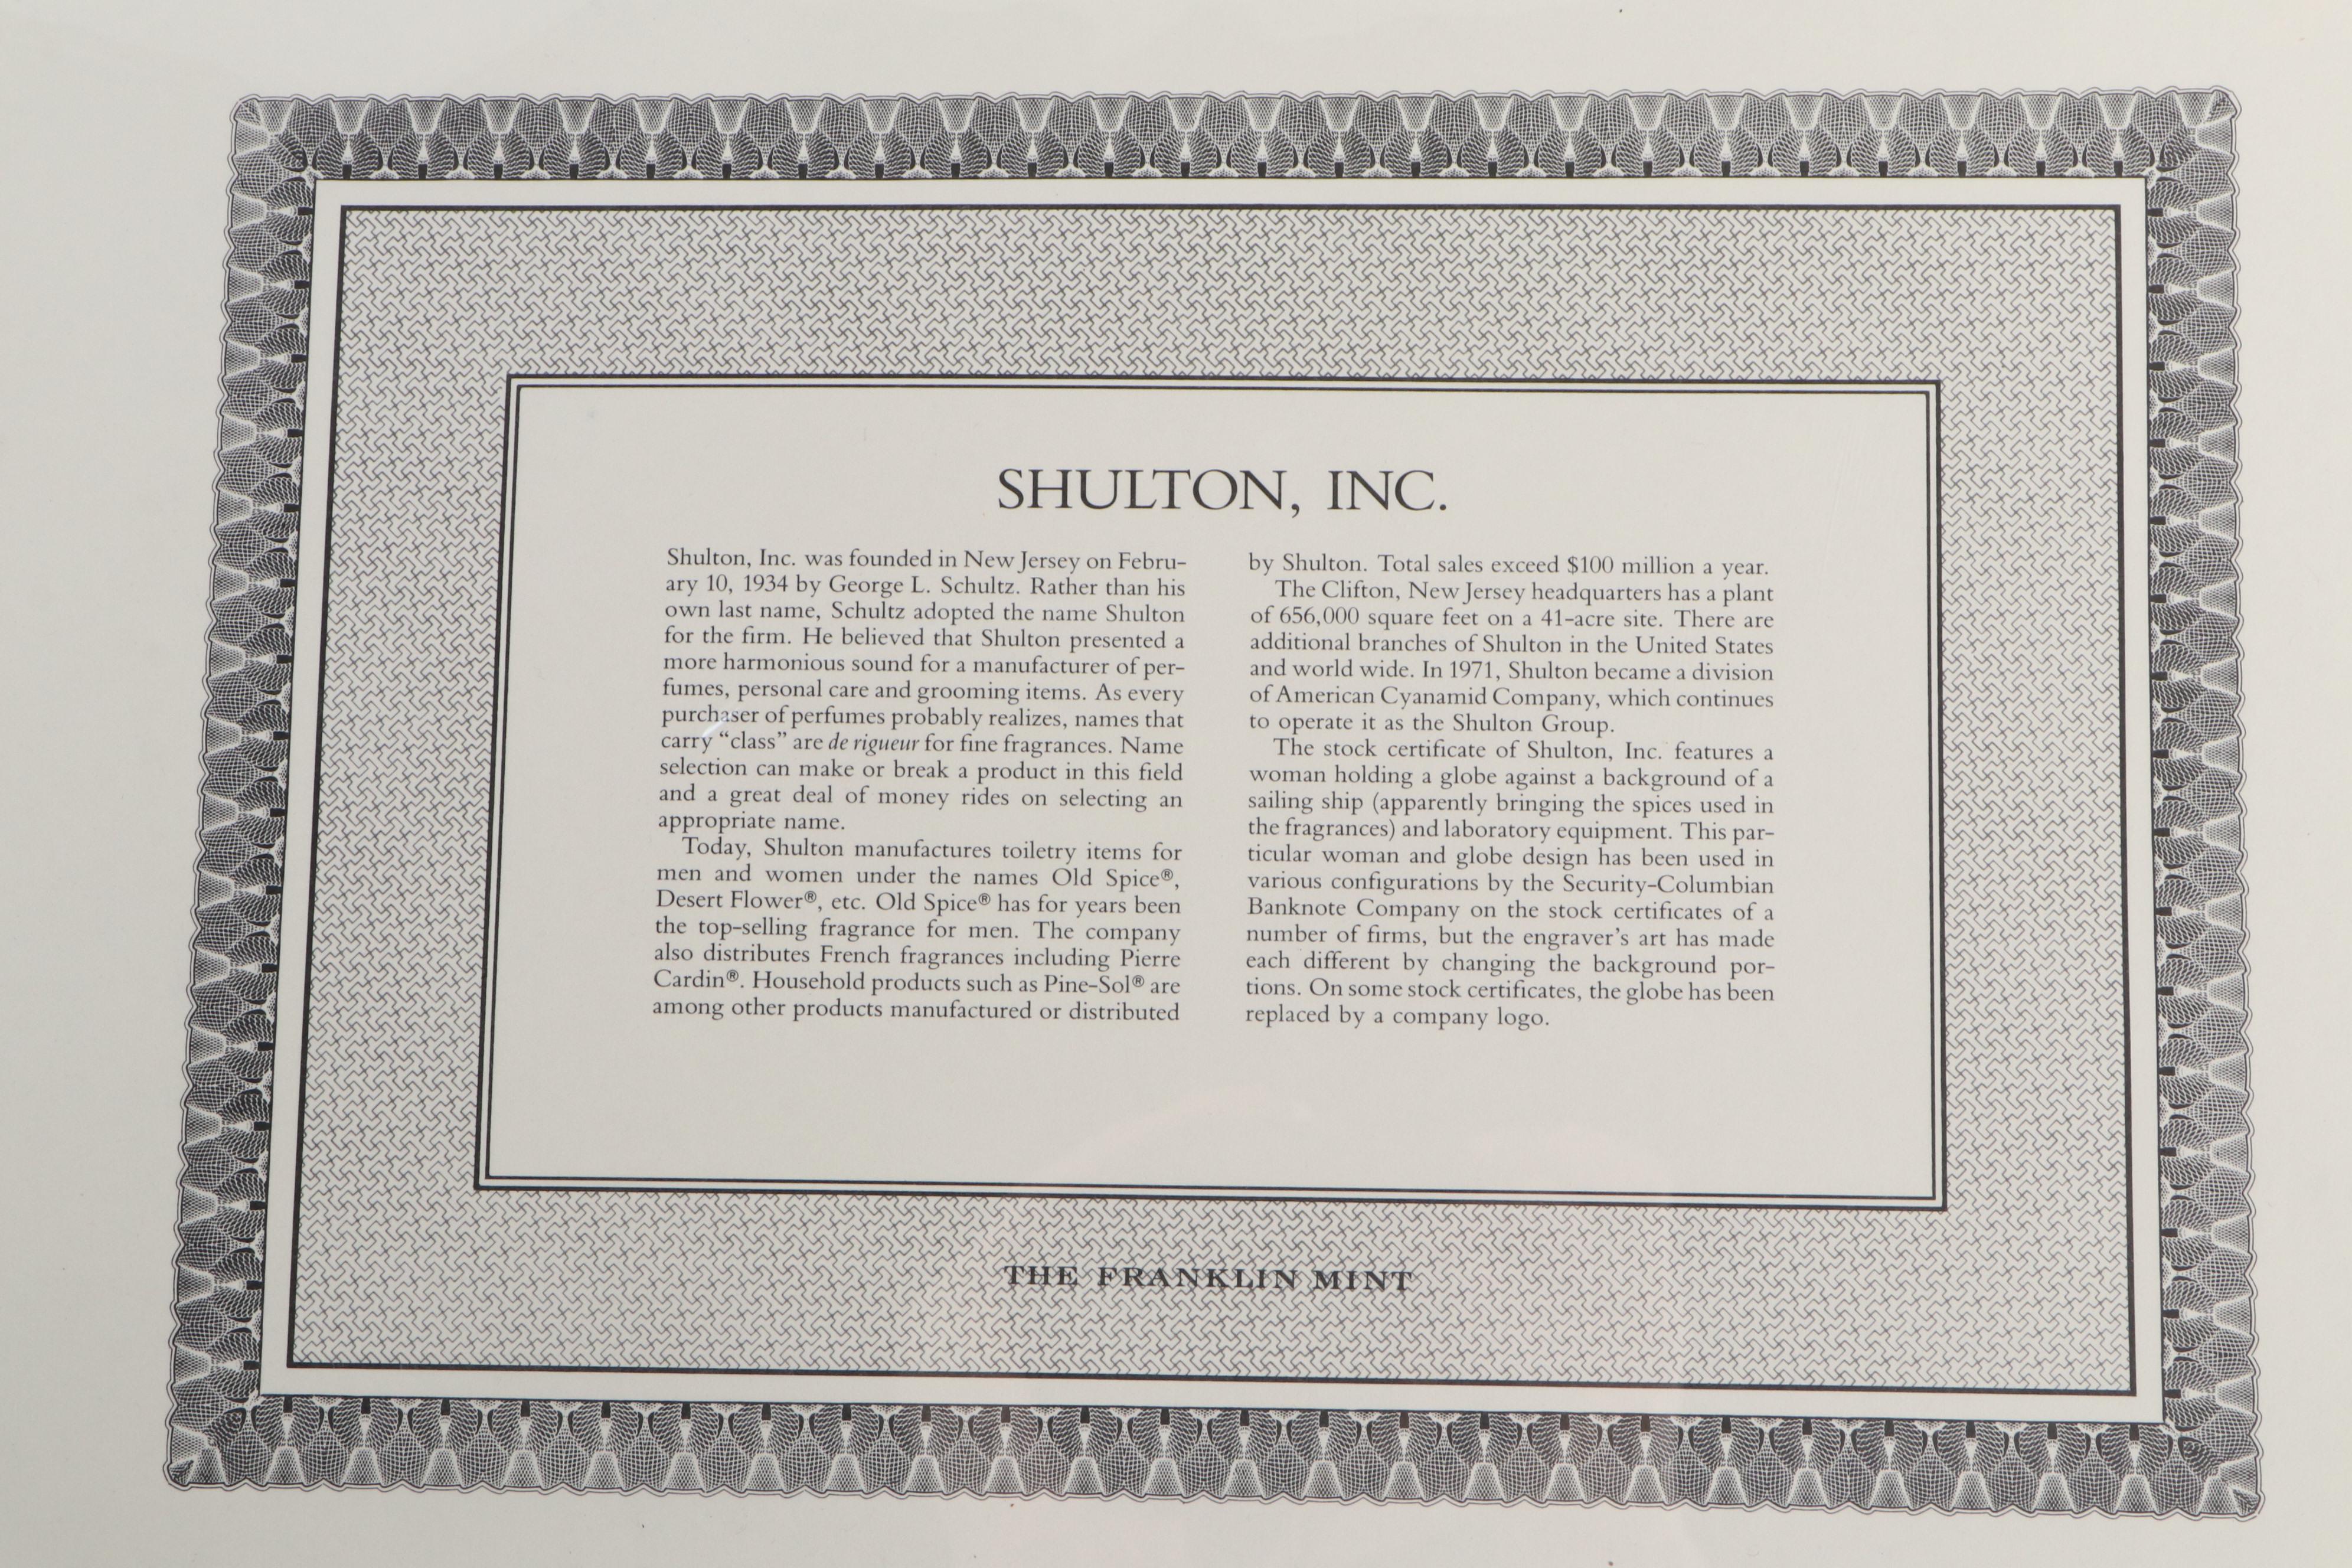 SHULTON, INC.
Shulton, Inc. was founded in New Jersey on Febru-
ary 10, 1934 by George L. Schultz. Rather than his
own last name, Schultz adopted the name Shulton
for the firm. He believed that Shulton presented a
more harmonious sound for a manufacturer of per-
fumes, personal care and grooming items. As every
purchaser of perfumes probably realizes, names that
carry “class” are de rigueur for fine fragrances. Name
selection can make or break a product in this field
and a great deal of money rides on selecting an
appropriate name.
Today, Shulton manufactures toiletry items for
men and women under the names Old Spice®,
Desert Flower®, etc. Old Spice® has for years been
the top-selling fragrance for men. The company
also distributes French fragrances including Pierre
Cardin®. Household products such as Pine-Sol® are
among other products manufactured or distributed
by Shulton. Total sales exceed $100 million a year.
The Clifton, New Jersey headquarters has a plant
of 656,000 square feet on a 41-acre site. There are
additional branches of Shulton in the United States
and world wide. In 1971, Shulton became a division
of American Cyanamid Company, which continues
to operate it as the Shulton Group.
The stock certificate of Shulton, Inc. features a
woman holding a globe against a background of a
sailing ship (apparently bringing the spices used in
the fragrances) and laboratory equipment. This par-
ticular woman and globe design has been used in
various configurations by the Security-Columbian
Banknote Company on the stock certificates of a
number of firms, but the engraver’s art has made
each different by changing the background por-
tions. On some stock certificates, the globe has been
replaced by a company logo.
THE FRANKLIN MINT